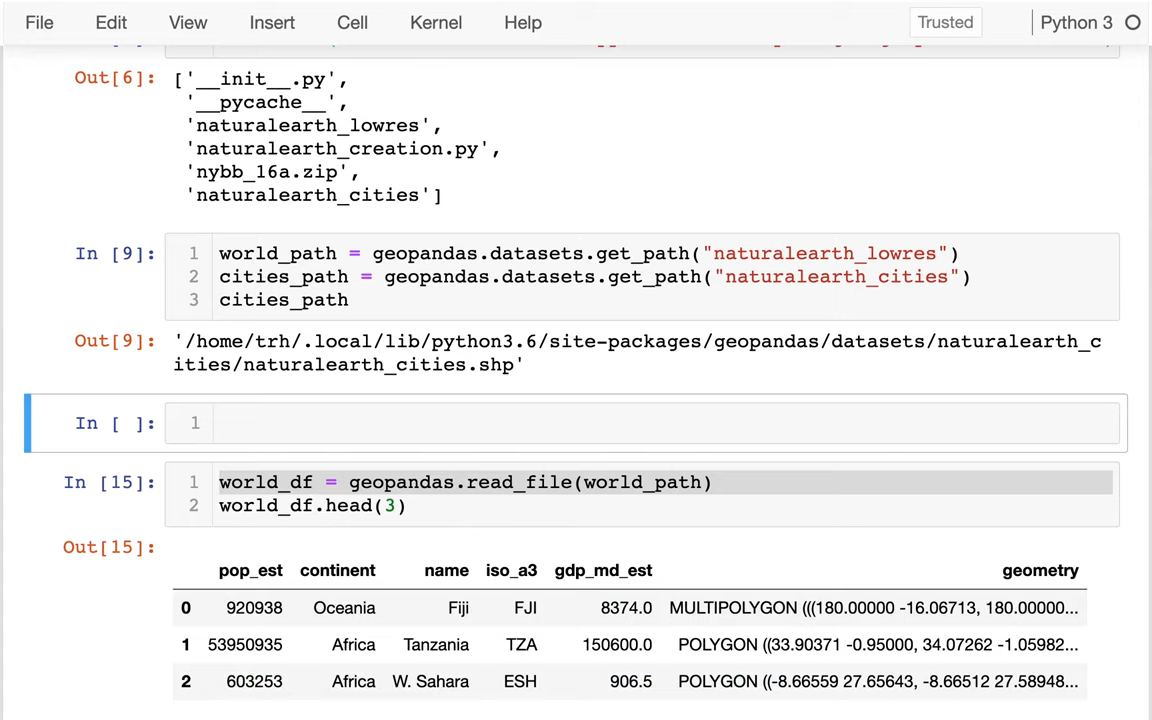 File Edit View Insert Cell Kernel Help Trusted Python 3
Out[6]: ['__init__.py',
'__pycache__',
'naturalearth_lowres',
'naturalearth_creation.py',
'nybb_16a.zip',
'naturalearth_cities']
In [9]: 1 world_path = geopandas.datasets.get_path("naturalearth_lowres")
2 cities_path = geopandas.datasets.get_path("naturalearth_cities")
3 cities_path
Out[9]: '/home/trh/.local/lib/python3.6/site-packages/geopandas/datasets/naturalearth_c
ities/naturalearth_cities.shp'
In [ ]: 1
In [15]: 1 world_df = geopandas.read_file(world_path)
2 world_df.head(3)
Out[15]:
pop_est continent name iso_a3 gdp_md_est geometry
0 920938 Oceania Fiji FJI 8374.0 MULTIPOLYGON (((180.00000 -16.06713, 180.00000...
1 53950935 Africa Tanzania TZA 150600.0 POLYGON ((33.90371 -0.95000, 34.07262 -1.05982...
2 603253 Africa W. Sahara ESH 906.5 POLYGON ((-8.66559 27.65643, -8.66512 27.58948...